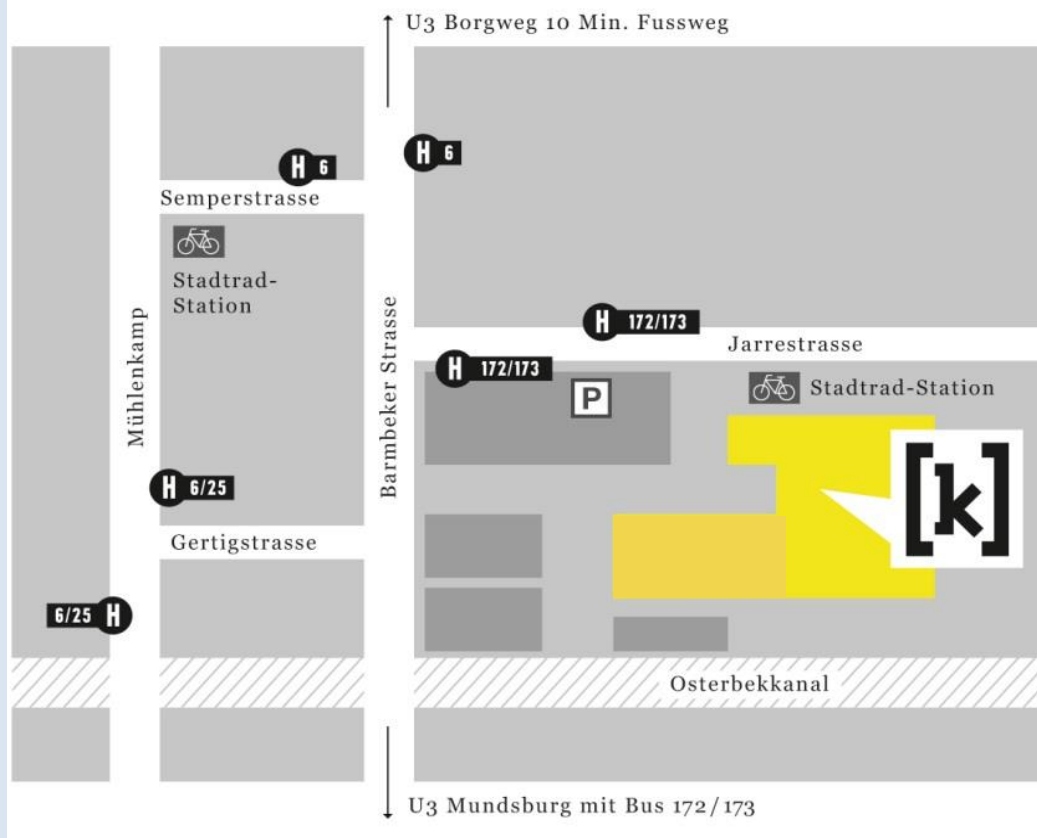 U3 Borgweg 10 Min. Fussweg
H 6
H 6
Semperstrasse
Stadtrad-
Station
Mühlenkamp
Barmbeker Strasse
H 172/173
Jarrestrasse
H 172/173
P
Stadtrad-Station
[k]
H 6/25
Gertigstrasse
6/25 H
Osterbekkanal
U3 Mundsburg mit Bus 172/173